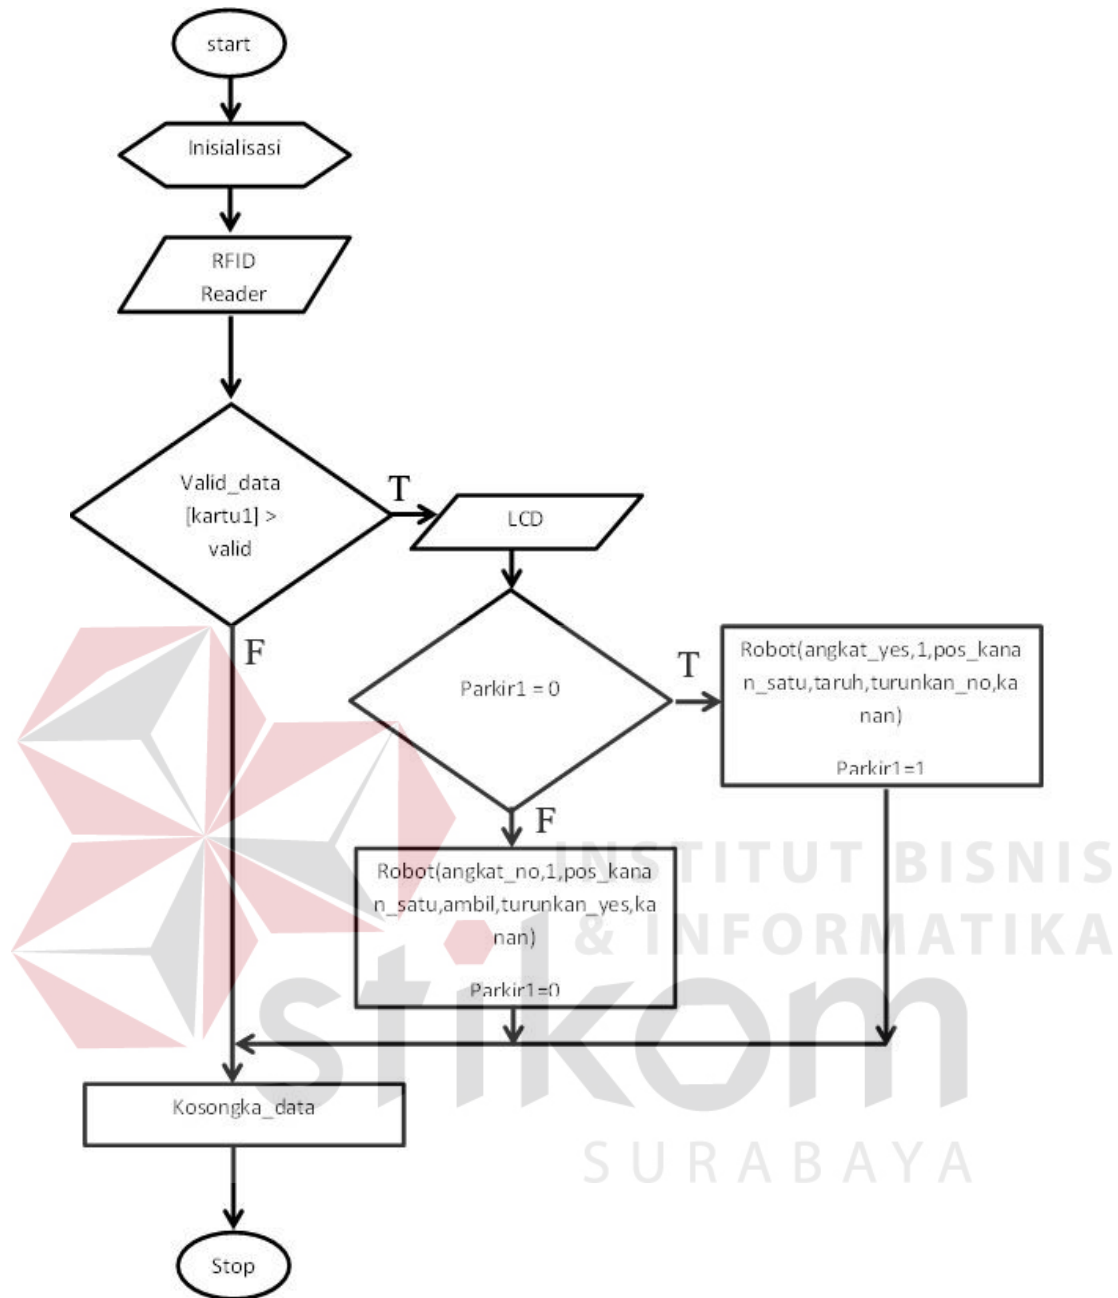 start
Inisialisasi
RFID
Reader
Valid_data
[kartu1] >
valid
T
F
LCD
Parkir1 = 0
T
F
Robot(angkat_yes,1,pos_kana
n_satu,taruh,turunkan_no,ka
nan)
Parkir1=1
Robot(angkat_no,1,pos_kana
n_satu,ambil,turunkan_yes,ka
nan)
Parkir1=0
Kosongka_data
Stop
INSTITUT BISNIS
& INFORMATIKA
stikom
SURABAYA